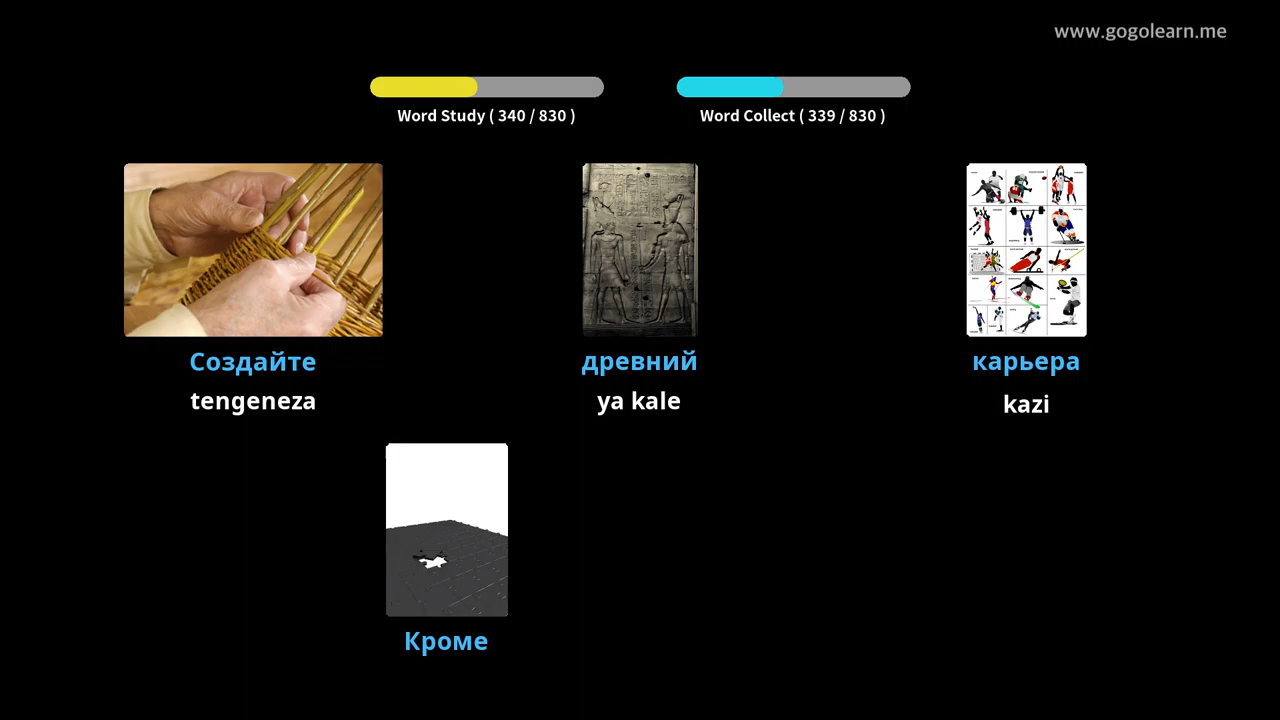 www.gogolearn.me
Word Study ( 340 / 830 )
Word Collect ( 339 / 830 )
Создайте
древний
карьера
tengeneza
ya kale
kazi
Кроме